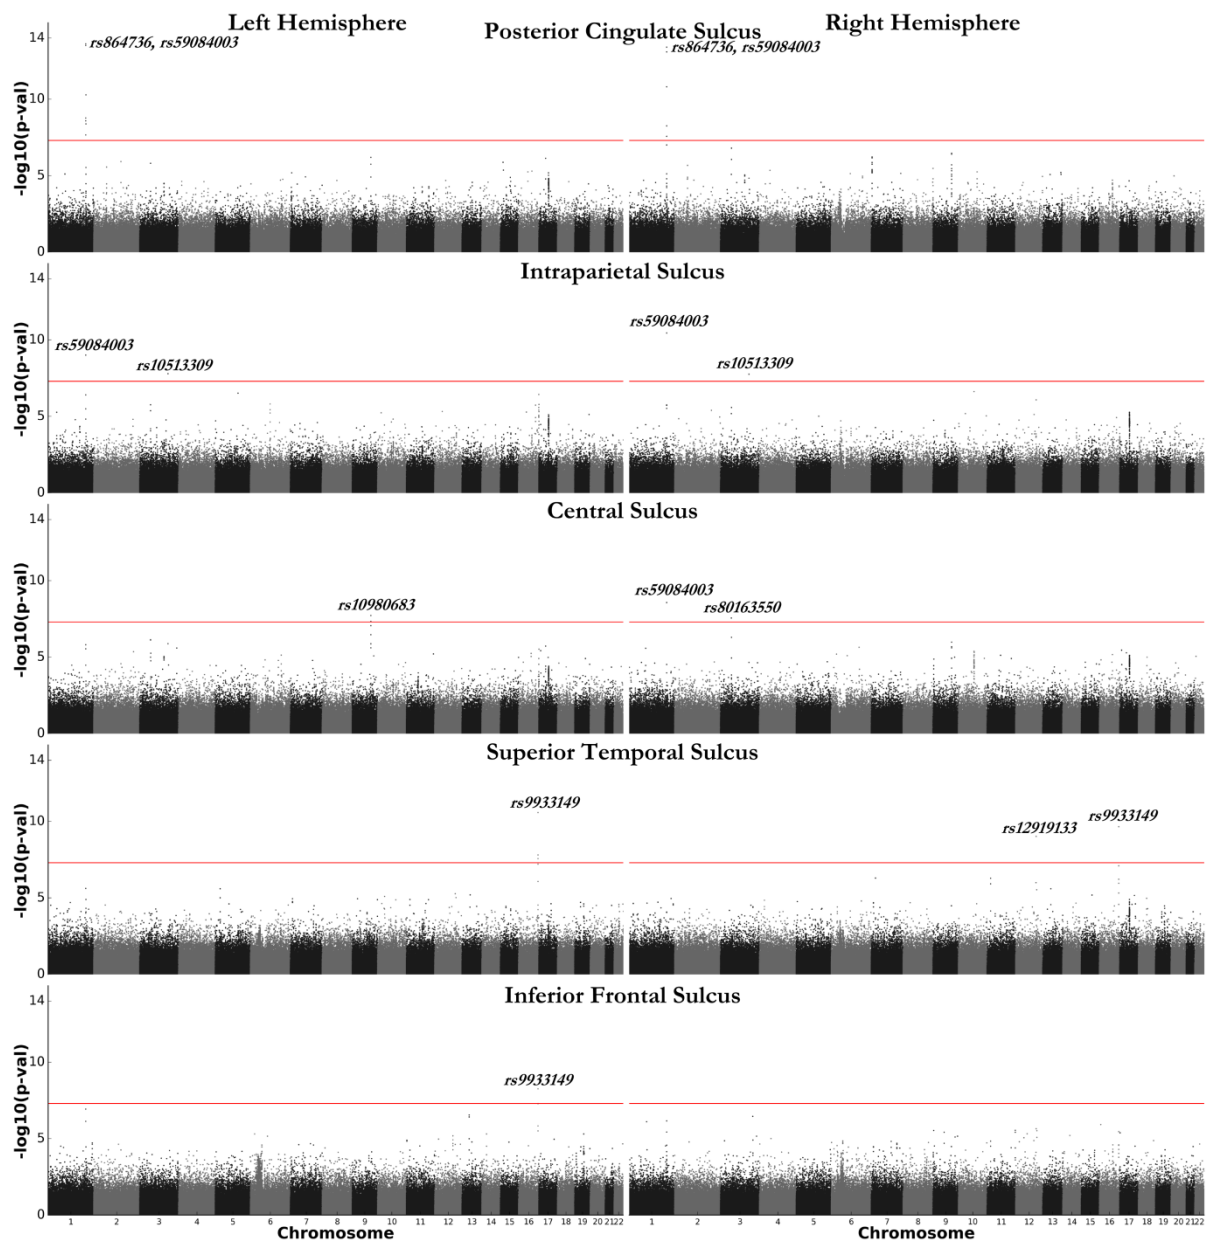 Left Hemisphere
Posterior Cingulate Sulcus
Right Hemisphere
14
rs864736, rs59084003
rs864736, rs59084003
10
-log10(p-val)
5
0
Intraparietal Sulcus
14
rs59084003
10
rs59084003
rs10513309
rs10513309
-log10(p-val)
5
0
Central Sulcus
14
10
rs59084003
rs10980683
rs80163550
-log10(p-val)
5
0
Superior Temporal Sulcus
14
rs9933149
10
rs9933149
rs12919133
-log10(p-val)
5
0
Inferior Frontal Sulcus
14
10
rs9933149
-log10(p-val)
5
0
1 2 3 4 5 6 7 8 9 10 11 12 13 14 15 16 17 18 19 20 21 22
1 2 3 4 5 6 7 8 9 10 11 12 13 14 15 16 17 18 19 20 21 22
Chromosome
Chromosome